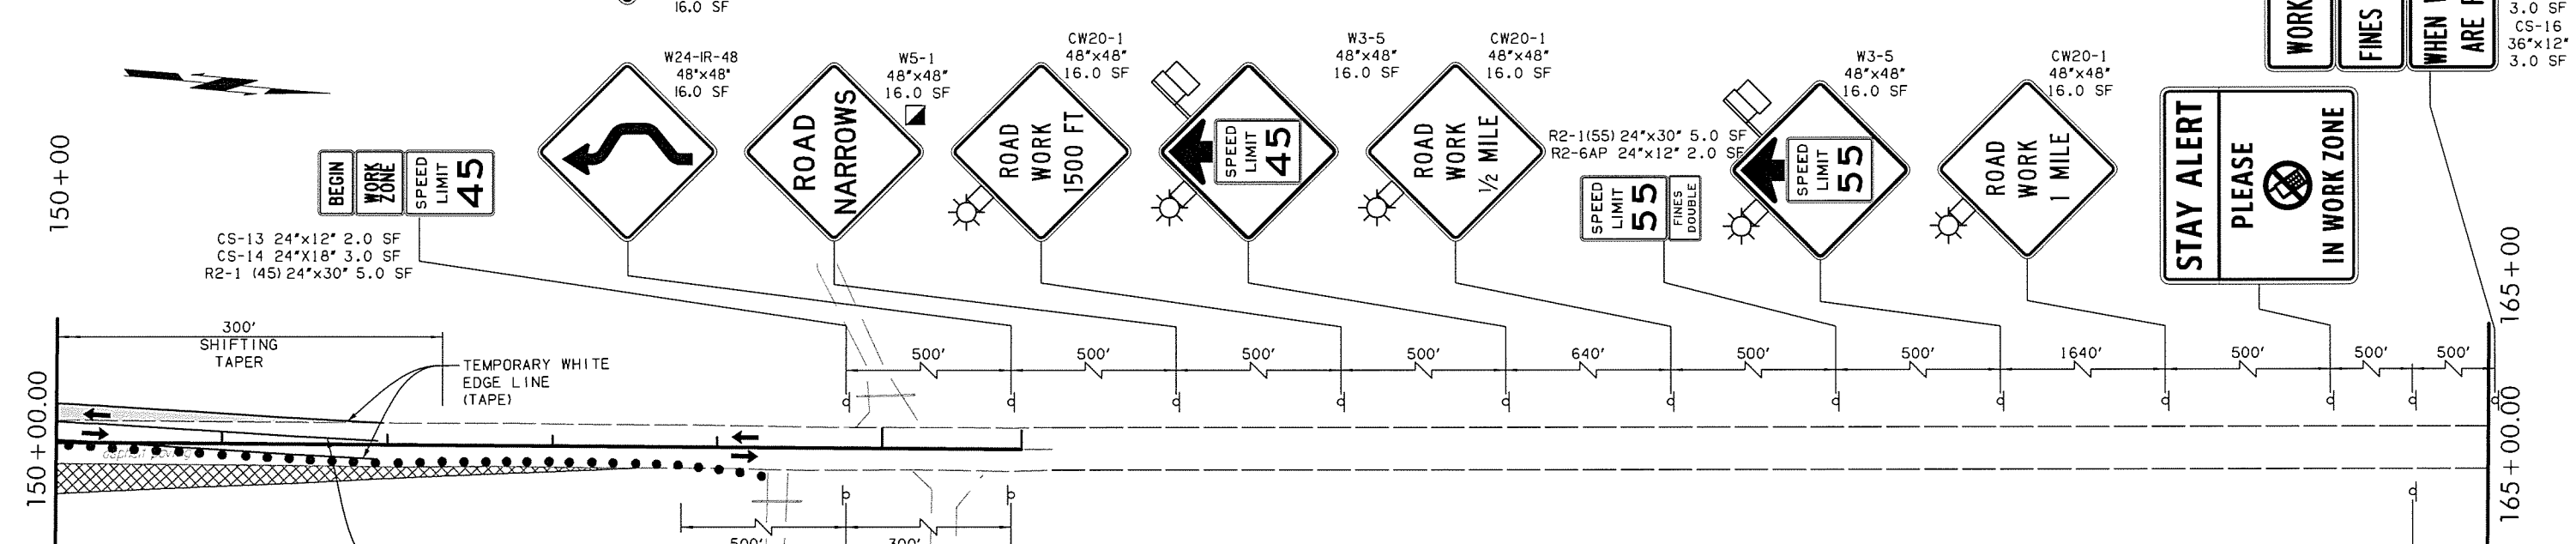 16.0 SF
3.0 SF
CS-16
36"x12"
3.0 SF
WORK
FINES
WHEN
ARE
W24-IR-48
48"x48"
16.0 SF
W5-1
48"x48"
16.0 SF
CW20-1
48"x48"
16.0 SF
W3-5
48"x48"
16.0 SF
CW20-1
48"x48"
16.0 SF
W3-5
48"x48"
16.0 SF
CW20-1
48"x48"
16.0 SF
R2-1(55) 24"x30" 5.0 SF
R2-6AP 24"x12" 2.0 SF
150+00
BEGIN
WORK
ZONE
SPEED
LIMIT
45
ROAD
NARROWS
ROAD
WORK
1500 FT
SPEED
LIMIT
45
ROAD
WORK
1/2 MILE
SPEED
LIMIT
55
FINES
DOUBLE
SPEED
LIMIT
55
ROAD
WORK
1 MILE
STAY ALERT
PLEASE
IN WORK ZONE
165+00
CS-13 24"x12" 2.0 SF
CS-14 24"X18" 3.0 SF
R2-1 (45) 24"x30" 5.0 SF
300'
SHIFTING
TAPER
TEMPORARY WHITE
EDGE LINE
(TAPE)
500'
500'
500'
500'
640'
500'
500'
1640'
500'
500'
500'
150+00.00
165+00.00
500'
300'